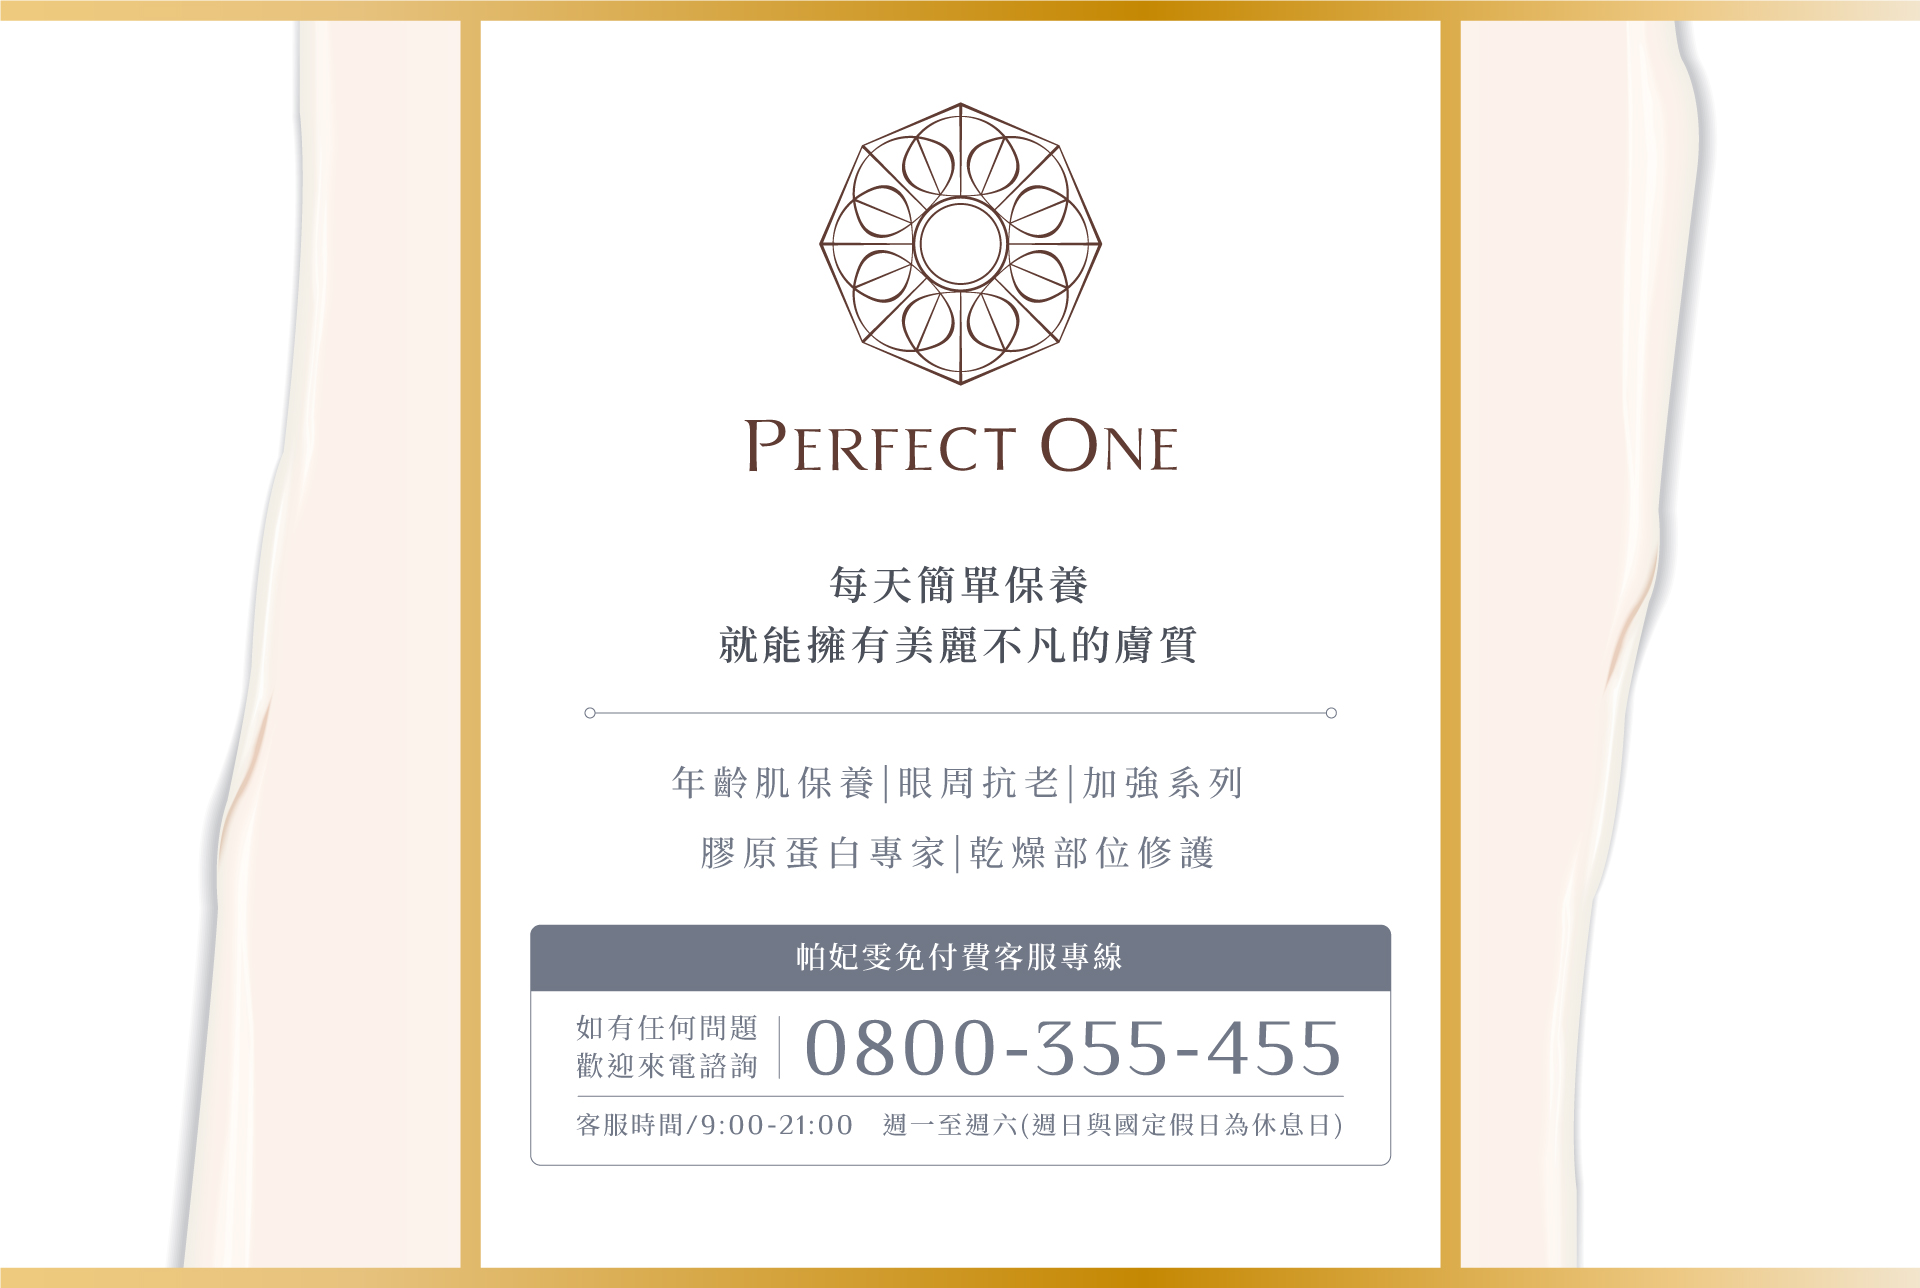 PERFECT ONE
每天簡單保養
就能擁有美麗不凡的膚質
年齡肌保養|眼周抗老|加強系列
膠原蛋白專家|乾燥部位修護
帕妃雯免付費客服專線
如有任何問題
歡迎來電諮詢
0800-355-455
客服時間/9:00-21:00 週一至週六(週日與國定假日為休息日)